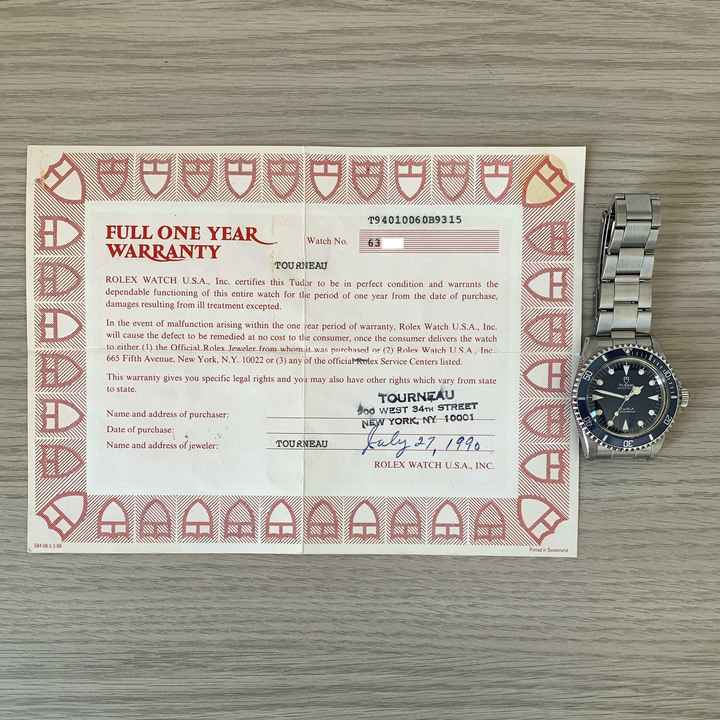 FULL ONE YEAR
WARRANTY
T94010060B9315
Watch No. 63
TOURNEAU
ROLEX WATCH U.S.A., Inc. certifies this Tudor to be in perfect condition and warrants the
dependable functioning of this entire watch for the period of one year from the date of purchase,
damages resulting from ill treatment excepted.
In the event of malfunction arising within the one year period of warranty, Rolex Watch U.S.A., Inc.
will cause the defect to be remedied at no cost to the consumer, once the consumer delivers the watch
to either (1) the Official Rolex Jeweler from whom it was purchased or (2) Rolex Watch U.S.A., Inc.,
665 Fifth Avenue, New York, N.Y. 10022 or (3) any of the official Rolex Service Centers listed.
This warranty gives you specific legal rights and you may also have other rights which vary from state
to state.
TOURNEAU
WEST 34TH STREET
NEW YORK, NY 10001
Name and address of purchaser:
Date of purchase: July 27, 1990
Name and address of jeweler: TOURNEAU
ROLEX WATCH U.S.A., INC.
Printed in Switzerland
TUDOR